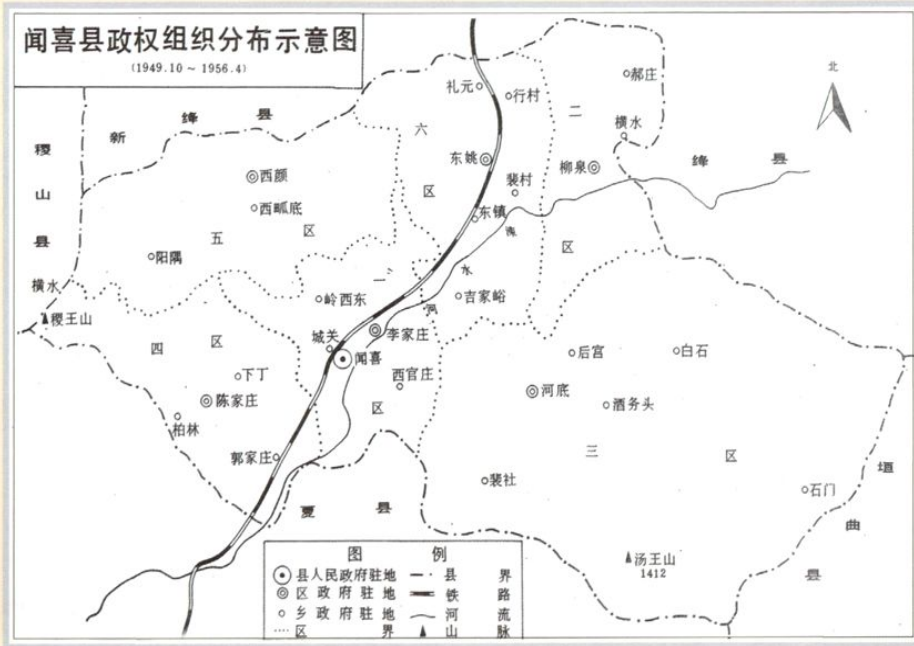 闻喜县政权组织分布示意图
(1949.10～1956.4)
北
新绛县
稷山县
绛县
垣曲县
夏县
礼元
行村
郝庄
横水
六区
二区
东姚
柳泉
裴村
东镇
西颜
西呱底
五区
阳隅
横水
稷王山
一区
岭西东
涑水河
吉家峪
城关
李家庄
闻喜
西官庄
四区
下丁
陈家庄
柏林
郭家庄
后宫
白石
河底
酒务头
三区
裴社
石门
汤王山
1412
图例
县人民政府驻地
县界
区政府驻地
铁路
乡政府驻地
河流
区界
山脉